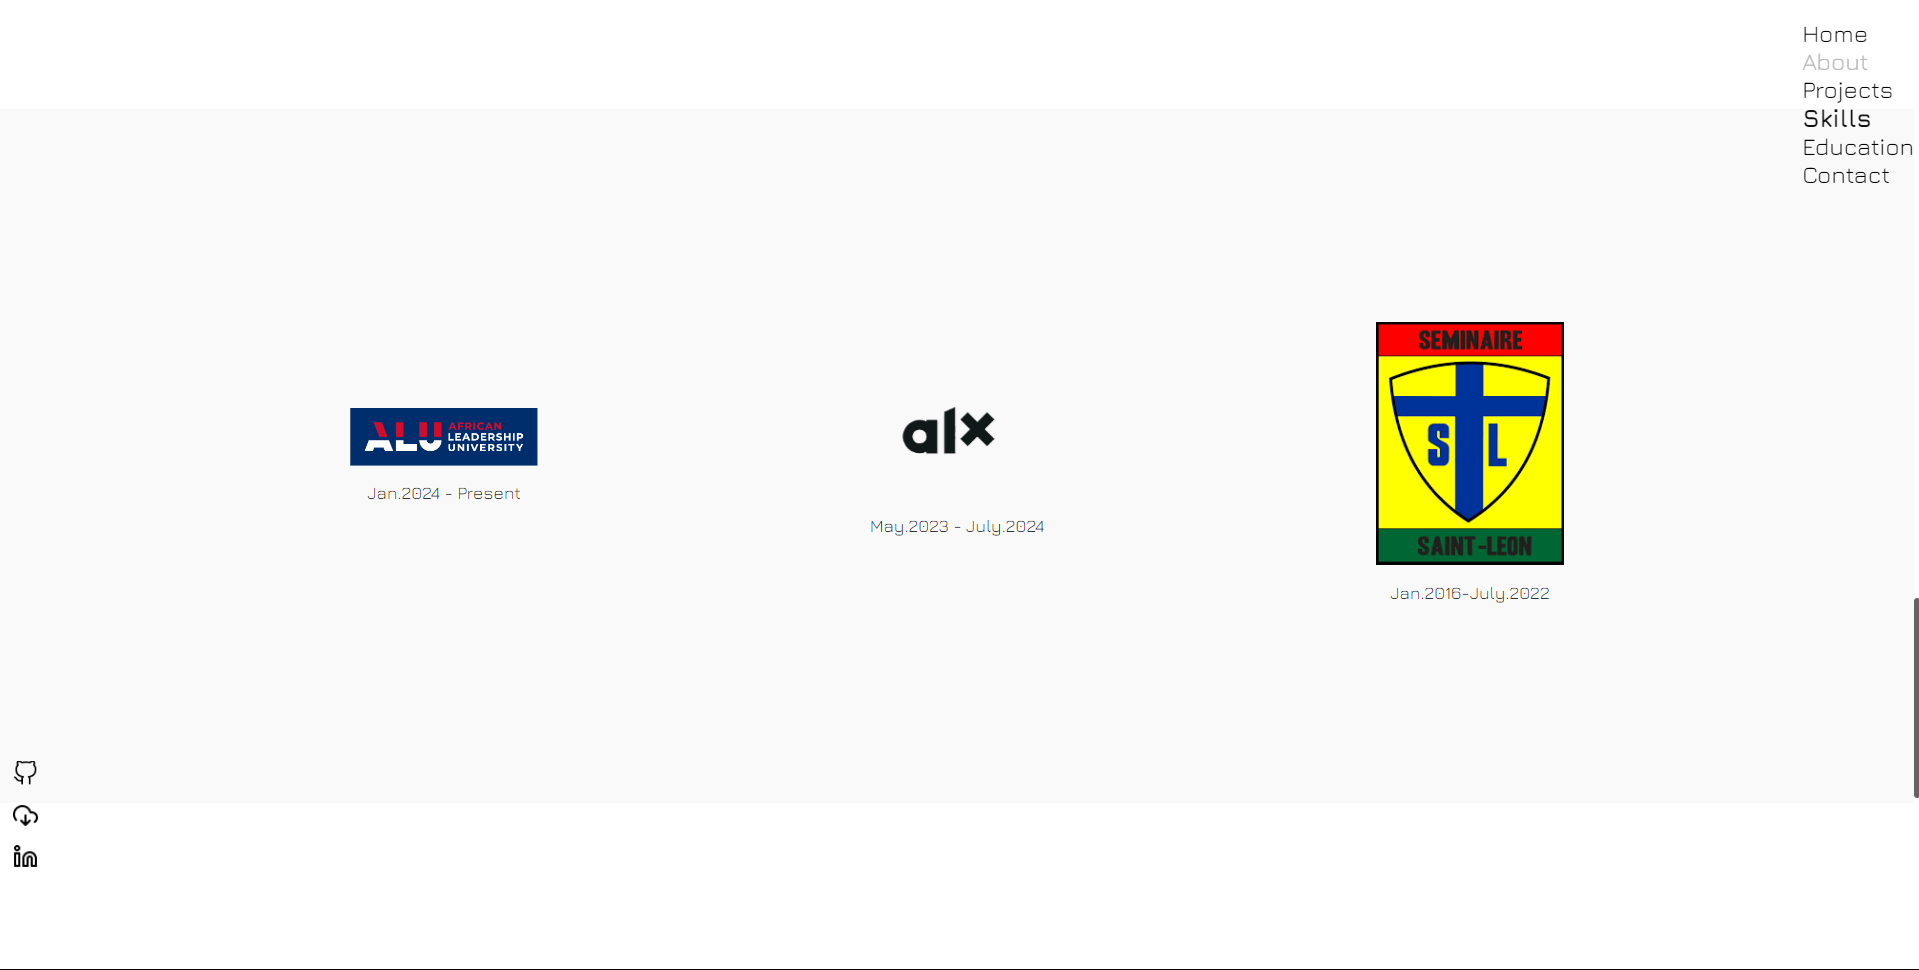 Home
About
Projects
Skills
Education
Contact
ALU AFRICAN
LEADERSHIP
UNIVERSITY
Jan.2024 - Present
alx
May.2023 - July.2024
SEMINAIRE
S L
SAINT-LEON
Jan.2016-July.2022
in